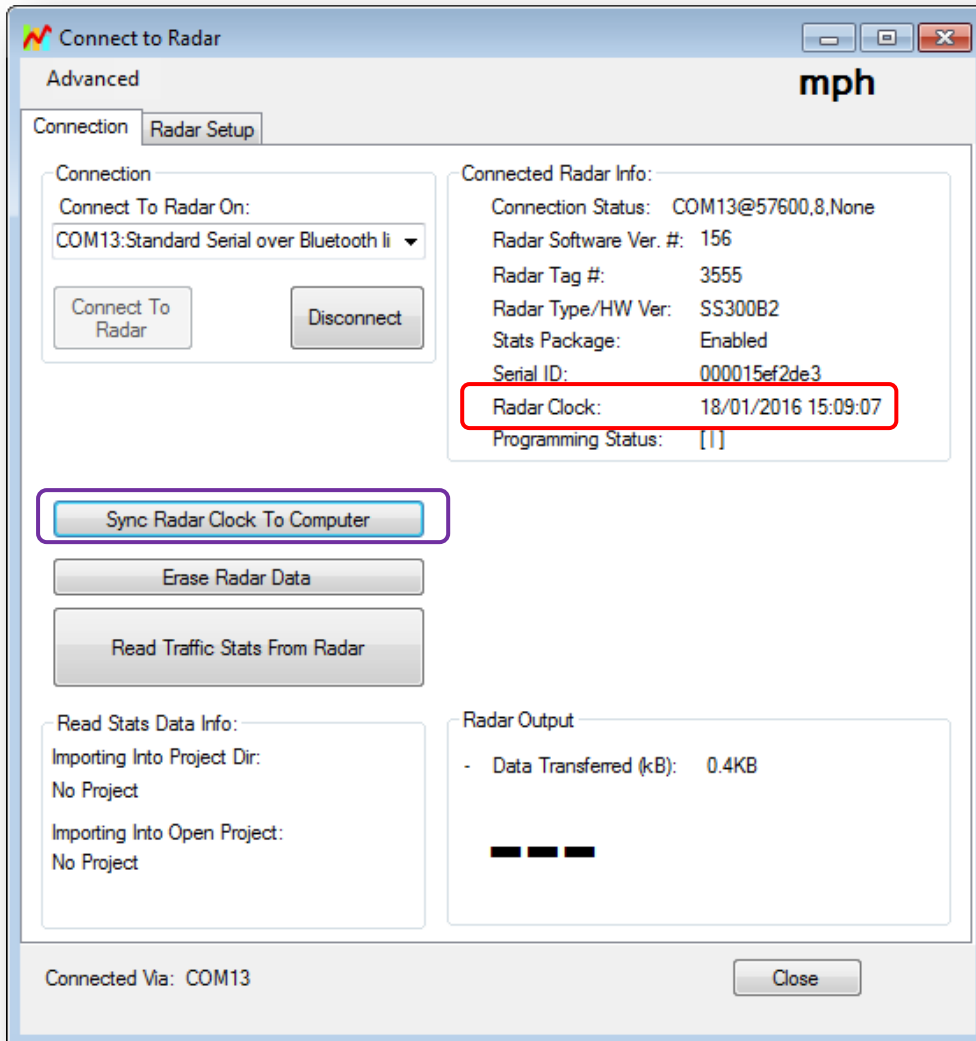 Connect to Radar
Advanced
mph
Connection
Radar Setup
Connection
Connect To Radar On:
COM13:Standard Serial over Bluetooth li
Connect To
Radar
Disconnect
Connected Radar Info:
Connection Status: COM13@57600,8,None
Radar Software Ver. #: 156
Radar Tag #: 3555
Radar Type/HW Ver: SS300B2
Stats Package: Enabled
Serial ID: 000015ef2de3
Radar Clock: 18/01/2016 15:09:07
Programming Status: [ | ]
Sync Radar Clock To Computer
Erase Radar Data
Read Traffic Stats From Radar
Read Stats Data Info:
Importing Into Project Dir:
No Project
Importing Into Open Project:
No Project
Radar Output
- Data Transferred (kB): 0.4KB
---
Connected Via: COM13
Close